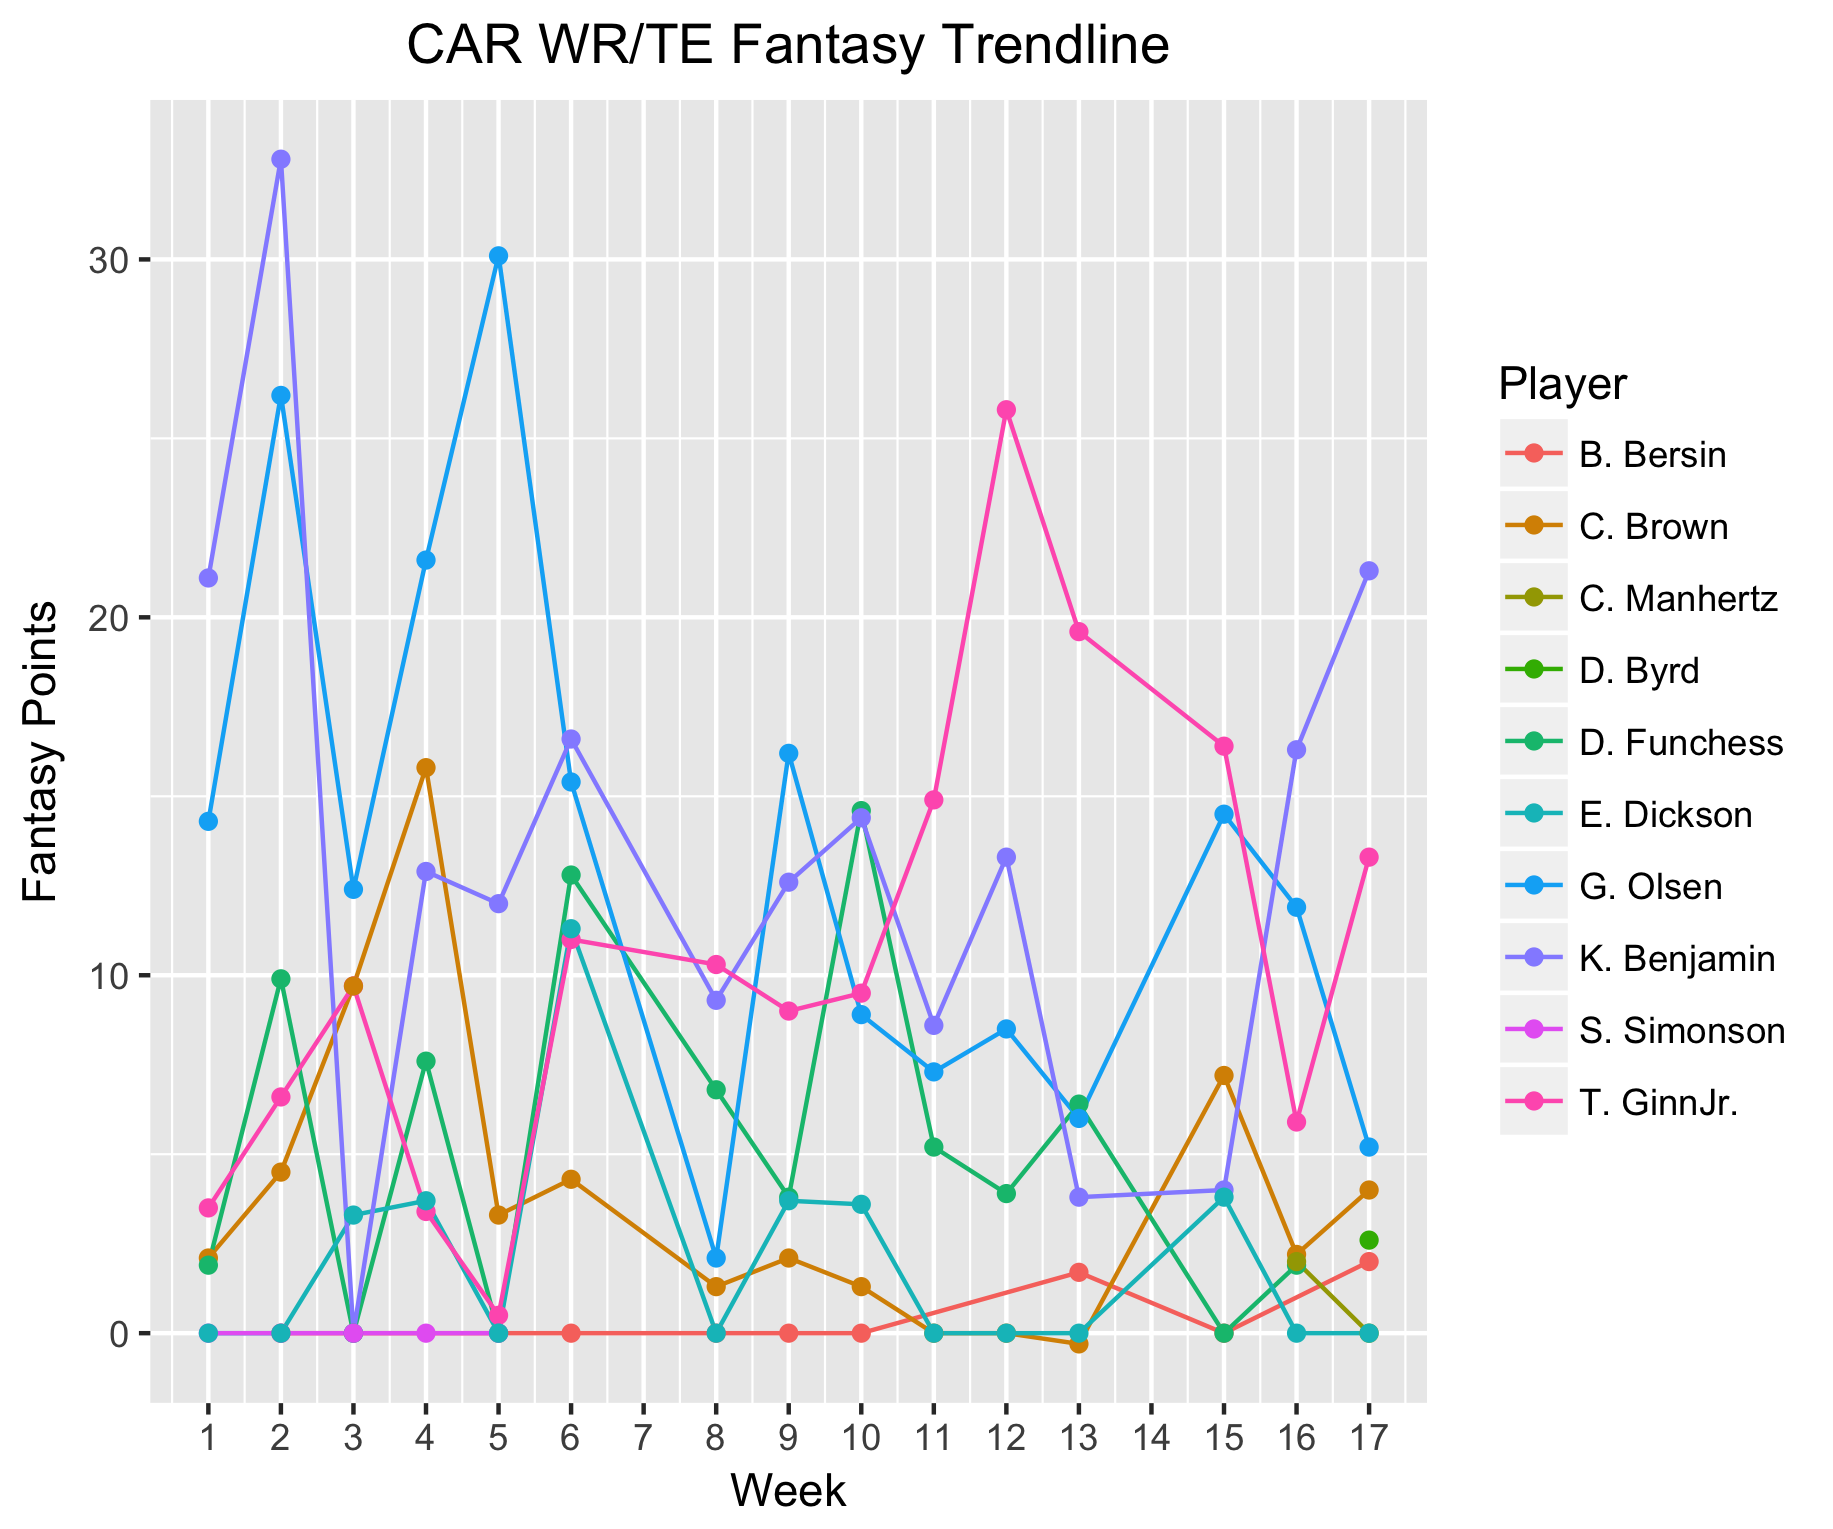 CAR WR/TE Fantasy Trendline
Fantasy Points
30
20
10
0
1 2 3 4 5 6 7 8 9 10 11 12 13 14 15 16 17
Week
Player
B. Bersin
C. Brown
C. Manhertz
D. Byrd
D. Funchess
E. Dickson
G. Olsen
K. Benjamin
S. Simonson
T. GinnJr.